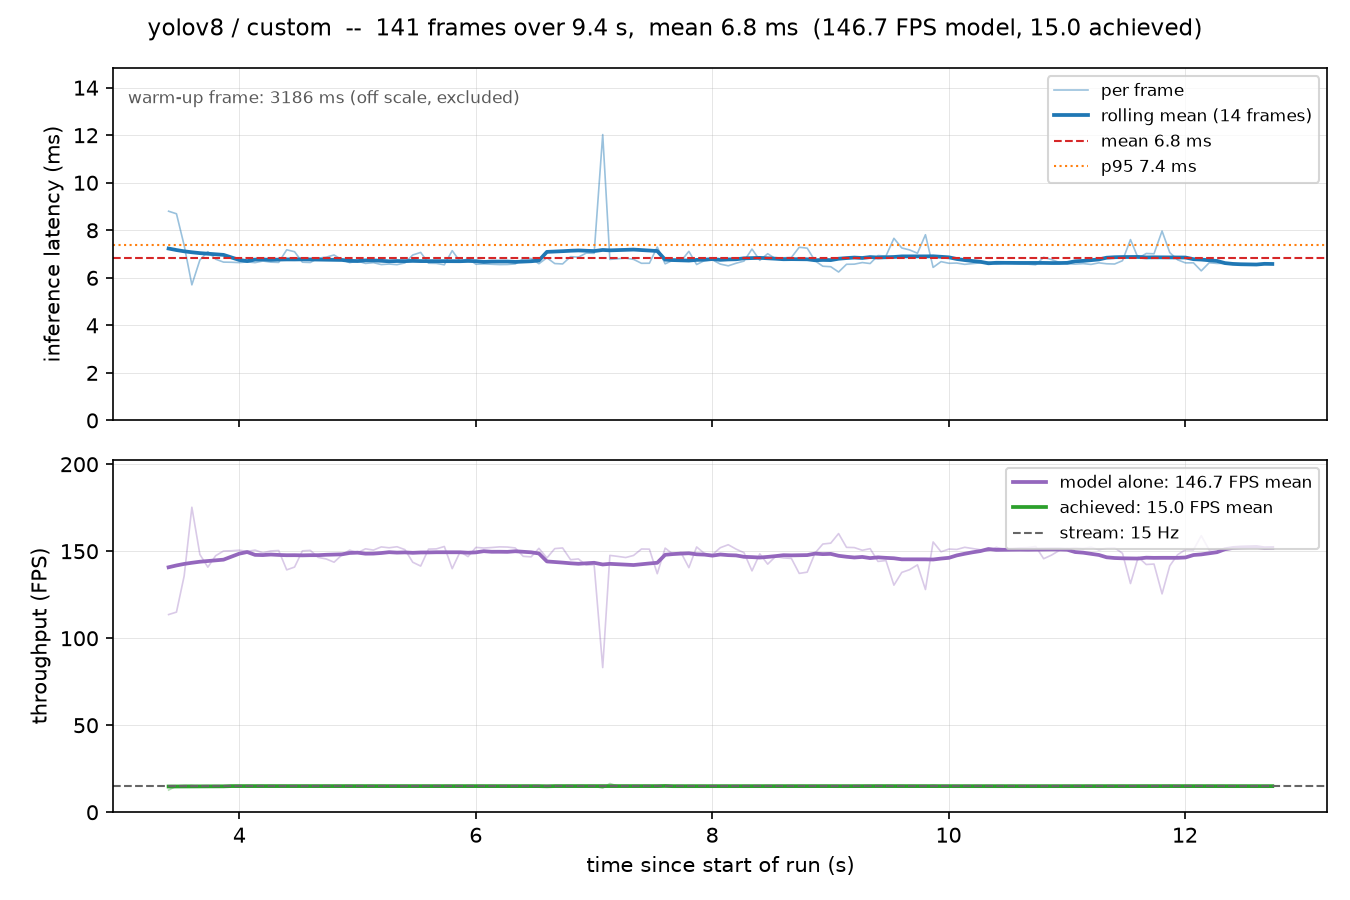 yolov8 / custom  --  141 frames over 9.4 s,  mean 6.8 ms  (146.7 FPS model, 15.0 achieved)
inference latency (ms)
14
12
10
8
6
4
2
0
warm-up frame: 3186 ms (off scale, excluded)
per frame
rolling mean (14 frames)
mean 6.8 ms
p95 7.4 ms
throughput (FPS)
200
150
100
50
0
model alone: 146.7 FPS mean
achieved: 15.0 FPS mean
stream: 15 Hz
4
6
8
10
12
time since start of run (s)